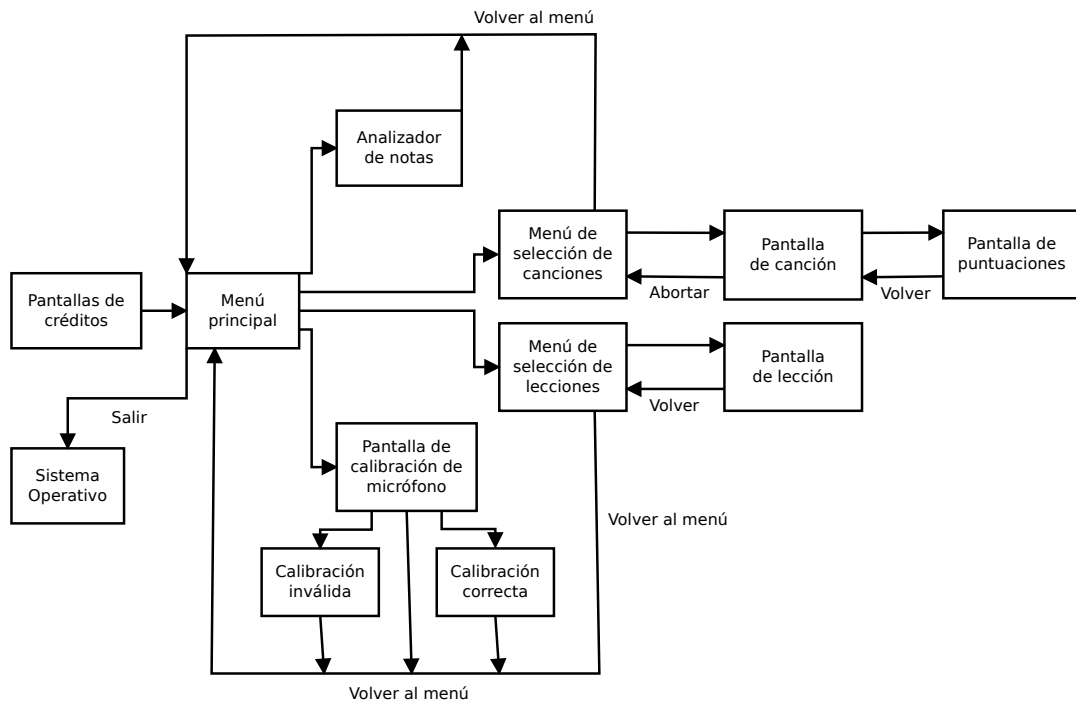 Volver al menú
Analizador
de notas
Menú de
selección de
canciones
Pantalla
de canción
Pantalla de
puntuaciones
Abortar
Volver
Pantallas de
créditos
Menú
principal
Menú de
selección de
lecciones
Pantalla
de lección
Volver
Salir
Pantalla de
calibración de
micrófono
Sistema
Operativo
Volver al menú
Calibración
inválida
Calibración
correcta
Volver al menú